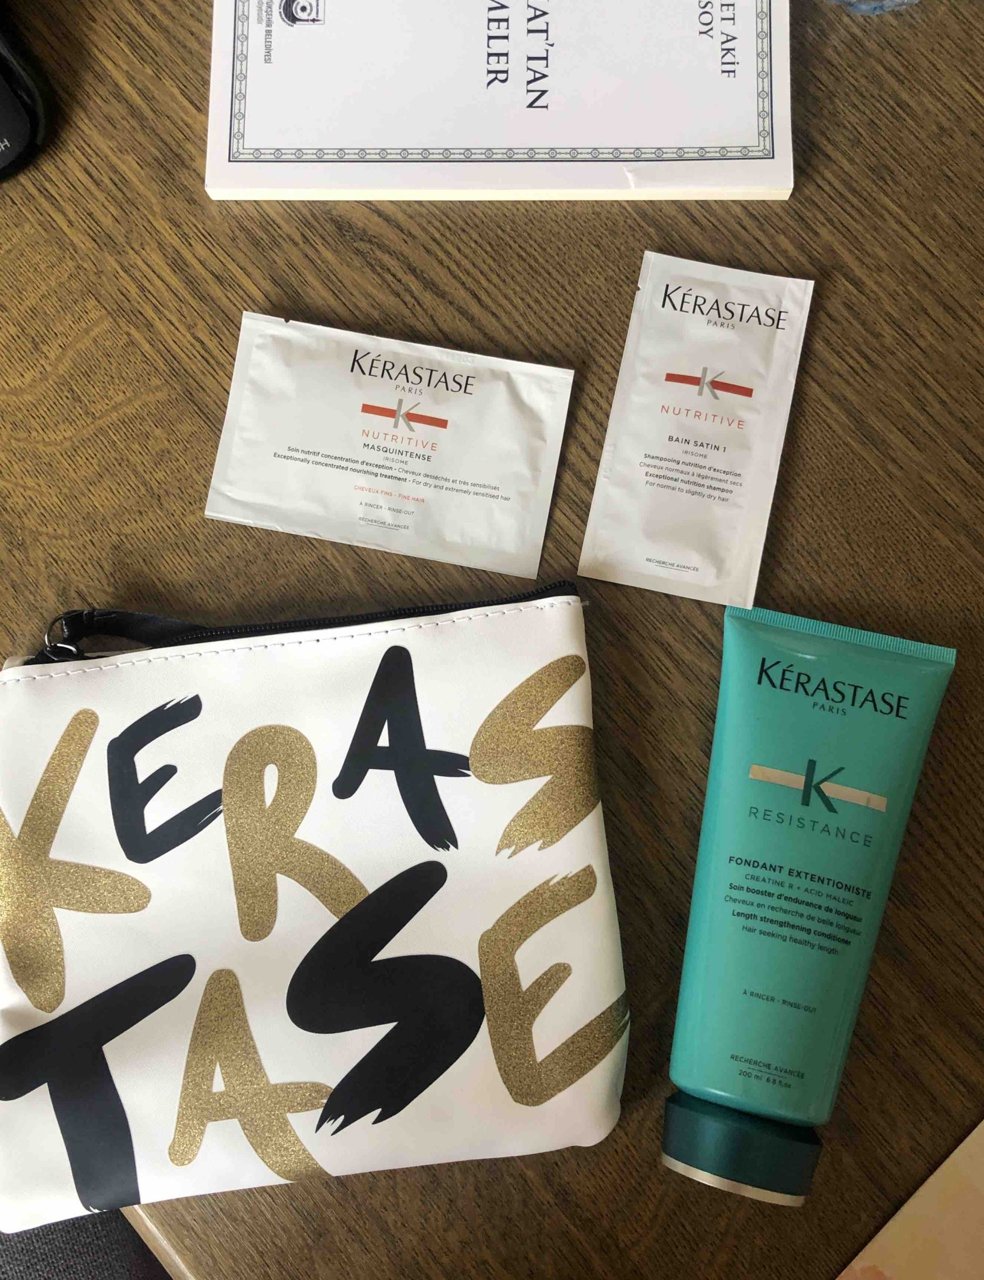 ET AKİF
SOY
AT'TAN
MELER
KŞEHİR BELEDİYESİ
KÉRASTASE
PARIS
K
NUTRITIVE
MASQUINTENSE
IRISOME
Soin nutritif concentration d'exception - Cheveux desséchés et très sensibilisés
Exceptionally concentrated nourishing treatment - For dry and extremely sensitised hair
CHEVEUX FINS - FINE HAIR
À RINCER - RINSE-OUT
RECHERCHE AVANCÉE
KÉRASTASE
PARIS
K
NUTRITIVE
BAIN SATIN 1
IRISOME
Shampooing nutrition d'exception
Cheveux normaux à légèrement secs
Exceptional nutrition shampoo
For normal to slightly dry hair
RECHERCHE AVANCÉE
KERAS
TASE
KÉRASTASE
PARIS
K
RESISTANCE
FONDANT EXTENTIONISTE
CREATINE R + ACID MALEIC
Soin booster d'endurance de longueur
Cheveux en recherche de belle longueur
Length strengthening conditioner
Hair seeking healthy length
À RINCER - RINSE-OUT
RECHERCHE AVANCÉE
200 ml 6.8 fl.oz.